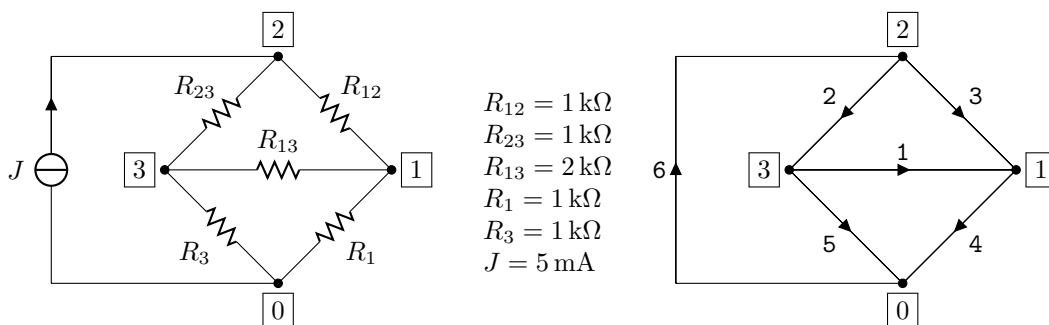 2
R₂₃
R₁₂
J
3
R₁₃
1
R₃
R₁
0
R₁₂ = 1 kΩ
R₂₃ = 1 kΩ
R₁₃ = 2 kΩ
R₁ = 1 kΩ
R₃ = 1 kΩ
J = 5 mA
2
2
3
6
3
1
1
5
4
0